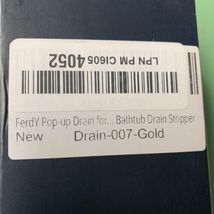 LPN PM CI605 4052
FerdY Pop-up Drain for... Bathtub Drain Stopper
New Drain-007-Gold